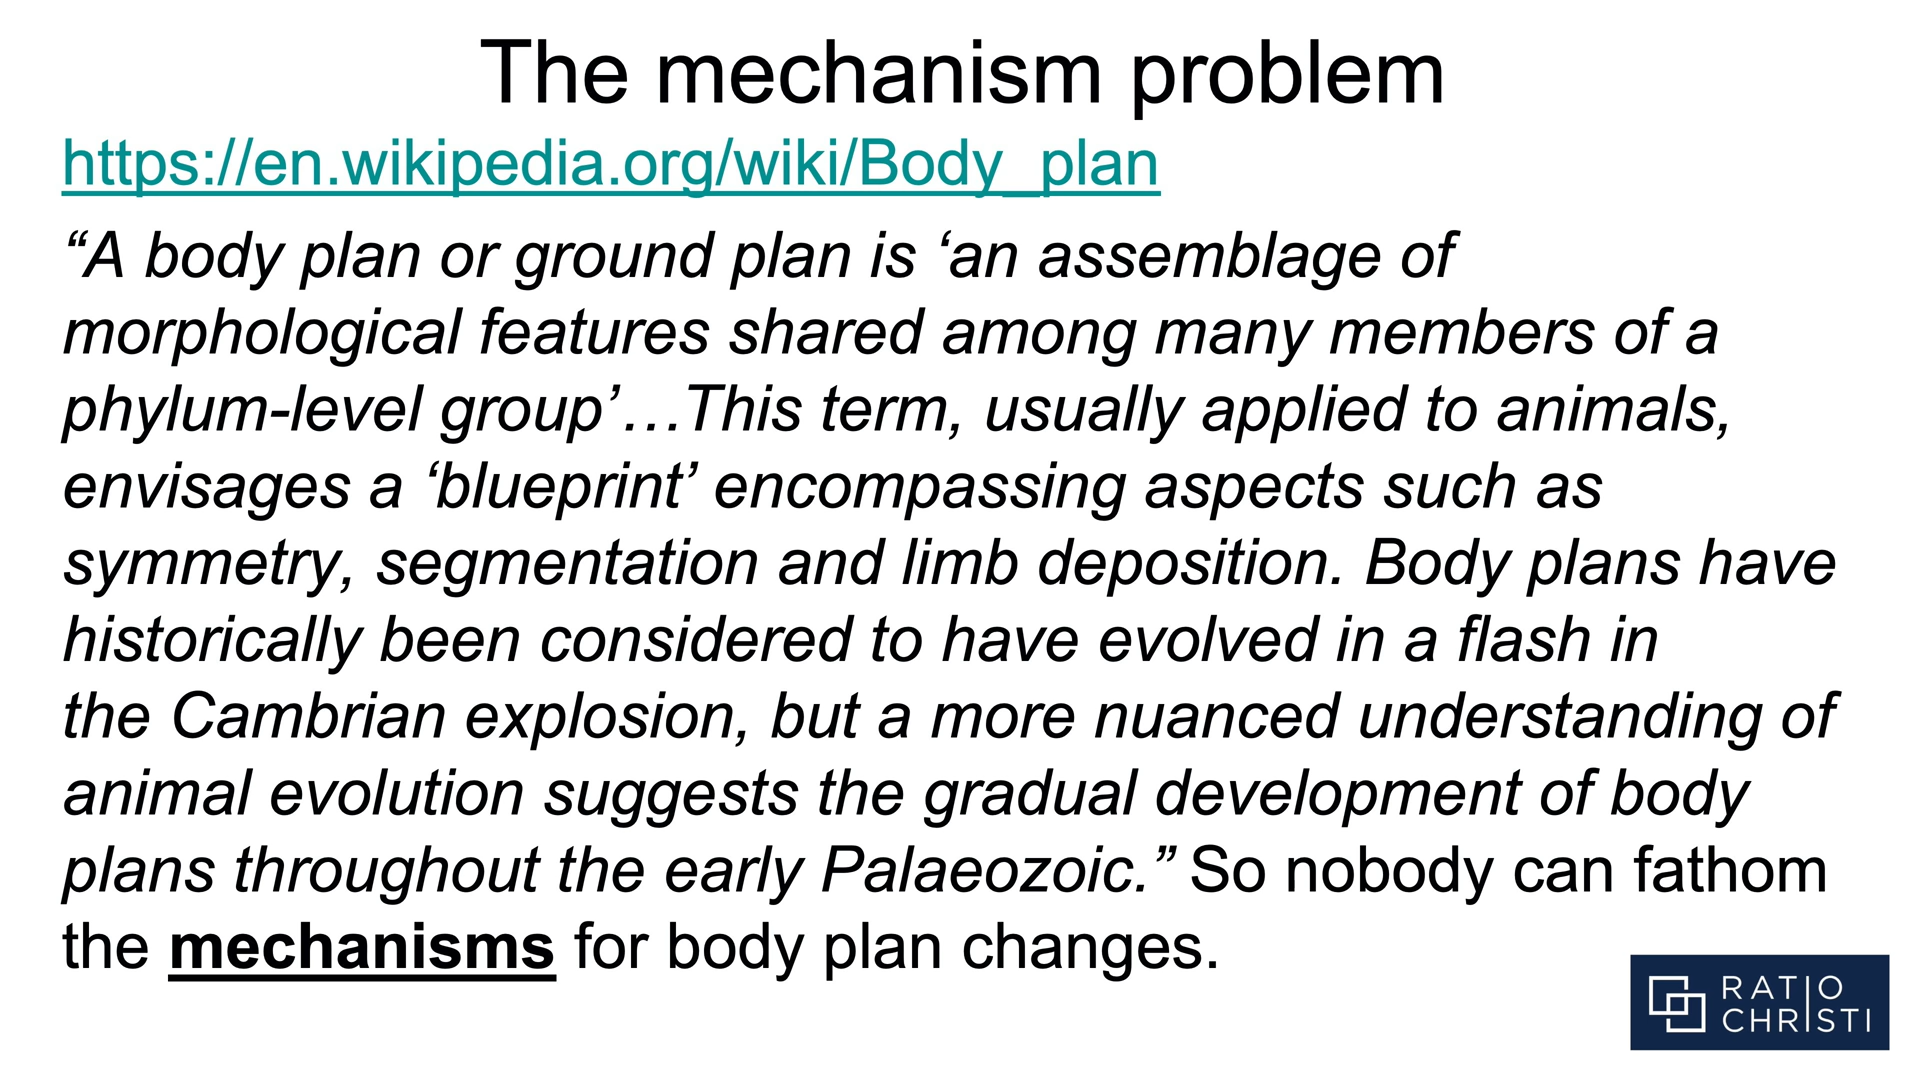 The mechanism problem
https://en.wikipedia.org/wiki/Body_plan
“A body plan or ground plan is ‘an assemblage of
morphological features shared among many members of a
phylum-level group’…This term, usually applied to animals,
envisages a ‘blueprint’ encompassing aspects such as
symmetry, segmentation and limb deposition. Body plans have
historically been considered to have evolved in a flash in
the Cambrian explosion, but a more nuanced understanding of
animal evolution suggests the gradual development of body
plans throughout the early Palaeozoic.” So nobody can fathom
the mechanisms for body plan changes.
RATIO
CHRISTI